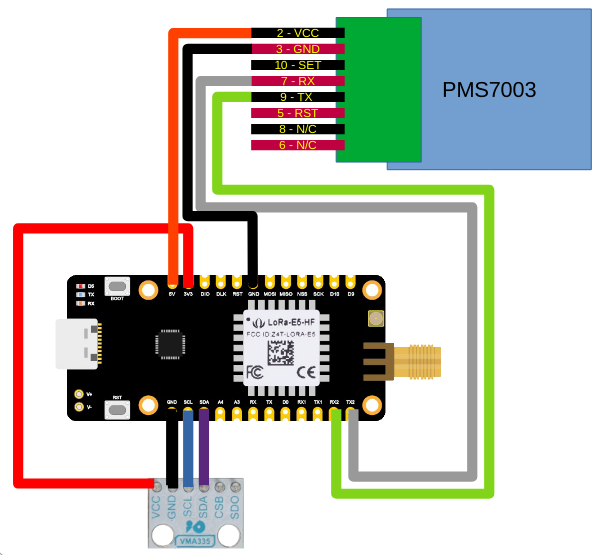 2 - VCC
3 - GND
10 - SET
7 - RX
9 - TX
5 - RST
8 - N/C
6 - N/C
PMS7003
5V 3V3 DIO DLK RST GND MOSI MISO NSS SCK D10 D9
D5
TX
RX
BOOT
LoRa-E5-HF
FCC ID:Z4T-LORA-E5
FC CE
V+
V-
RST
GND SCL SDA A4 A3 RX TX D0 RX1 TX1 RX2 TX2
VCC
GND
SCL
SDA
CSB
SDO
VMA335